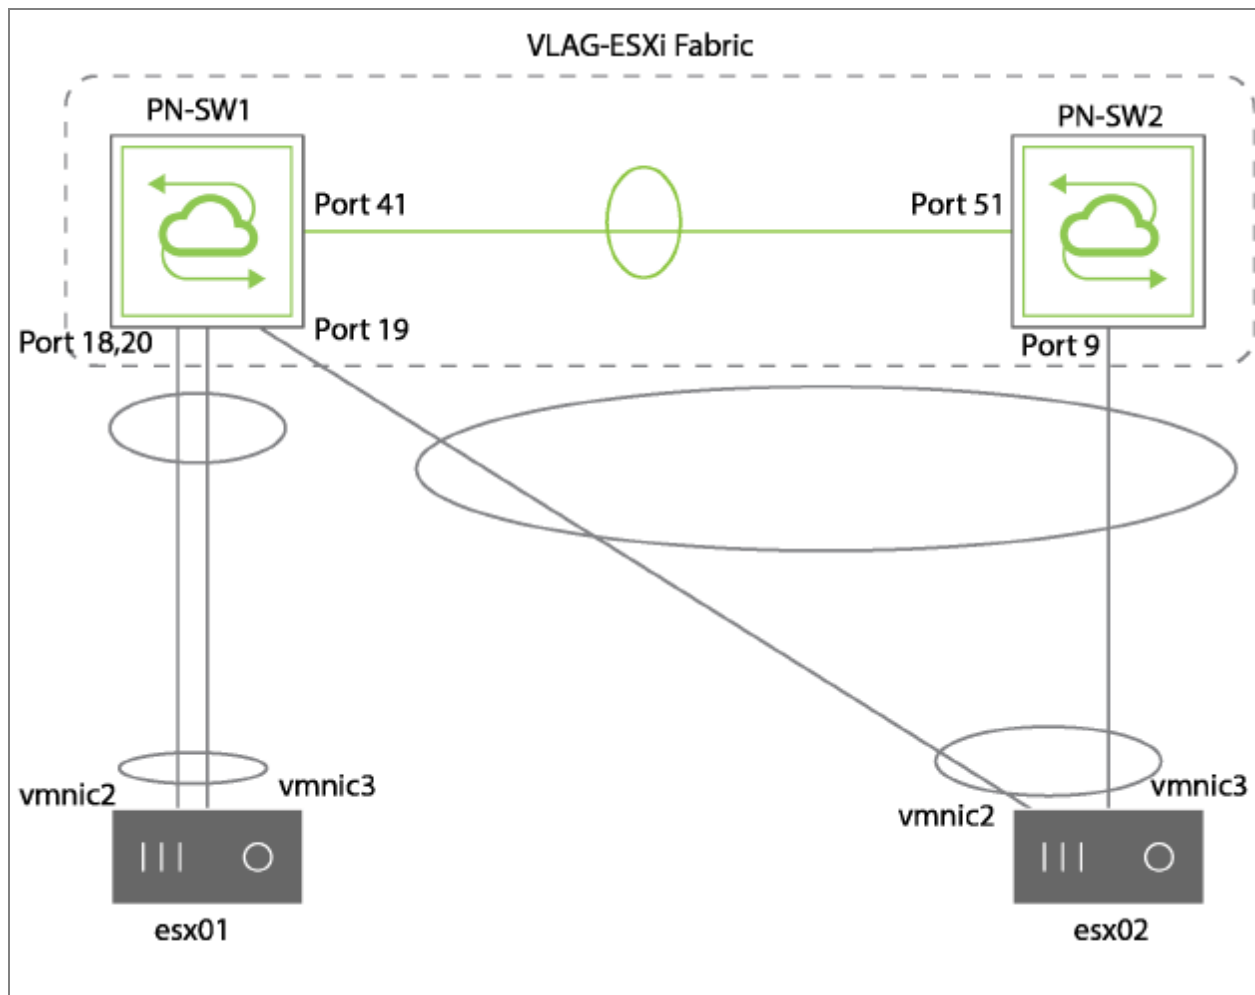 VLAG-ESXi Fabric
PN-SW1
PN-SW2
Port 41
Port 51
Port 18,20
Port 19
Port 9
vmnic2
vmnic3
vmnic2
vmnic3
esx01
esx02